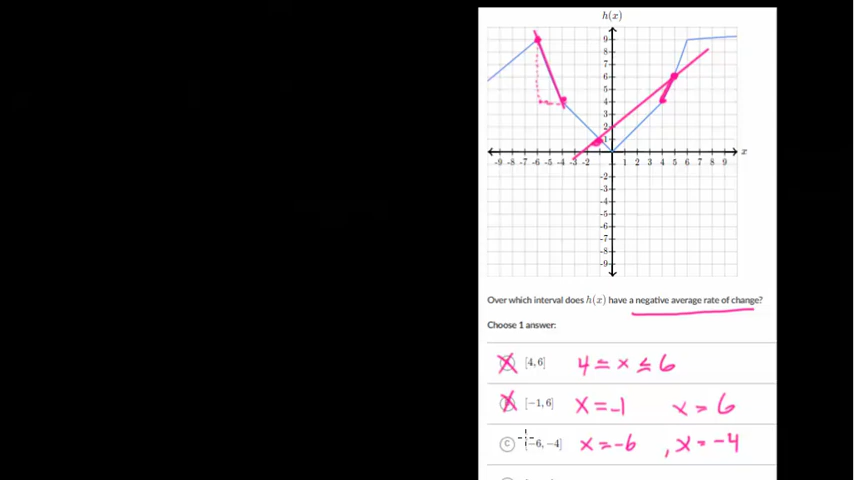 h(x)
9
8
7
6
5
4
3
2
1
x
-9 -8 -7 -6 -5 -4 -3 -2 1 2 3 4 5 6 7 8 9
-2
-3
-4
-5
-6
-7
-8
-9
Over which interval does h(x) have a negative average rate of change?
Choose 1 answer:
[4, 6] 4 = x ≤ 6
[−1, 6] x = -1 x = 6
C [−6, −4] x = -6 , x = -4